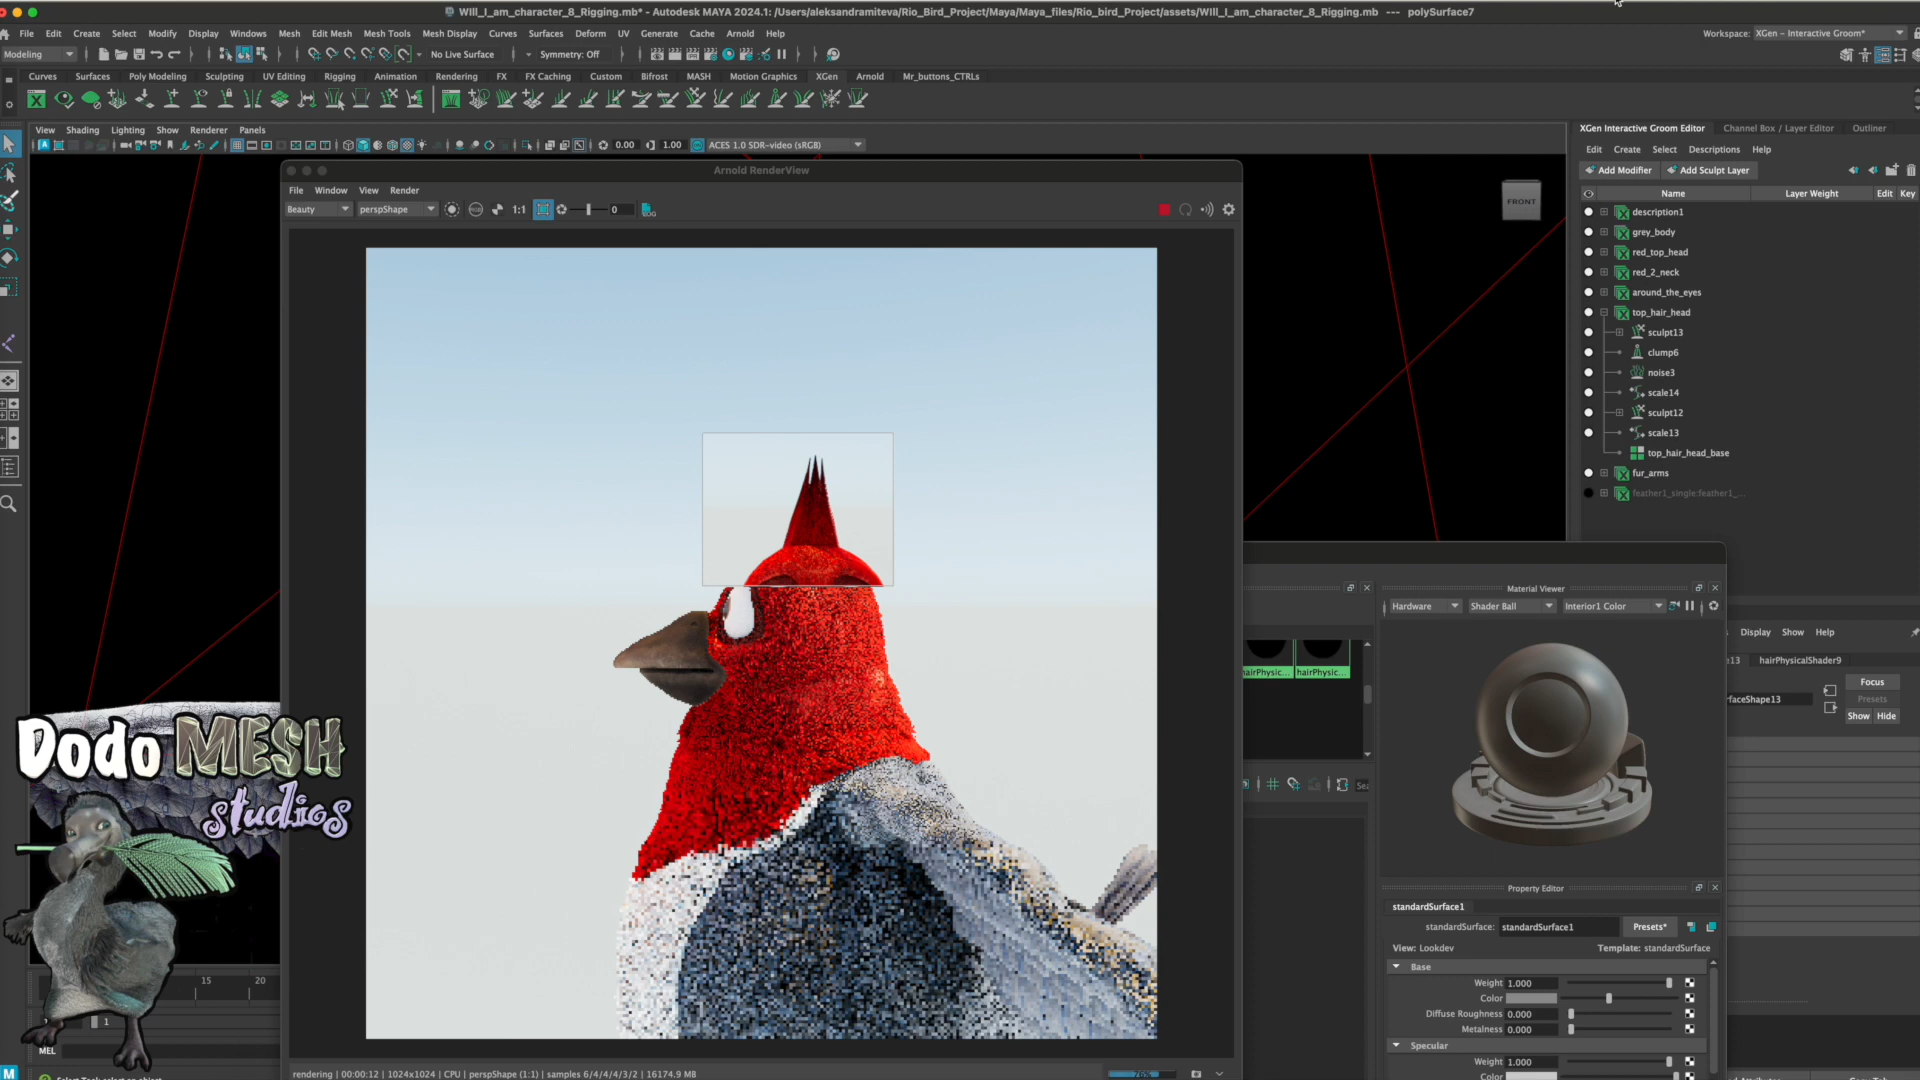 WIll_I_am_character_8_Rigging.mb* - Autodesk MAYA 2024.1: /Users/aleksandramiteva/Rio_Bird_Project/Maya/Maya_files/Rio_bird_Project/assets/WIll_I_am_character_8_Rigging.mb --- polySurface7
File Edit Create Select Modify Display Windows Mesh Edit Mesh Mesh Tools Mesh Display Curves Surfaces Deform UV Generate Cache Arnold Help
Workspace: XGen - Interactive Groom*
Modeling
No Live Surface
Symmetry: Off
Curves Surfaces Poly Modeling Sculpting UV Editing Rigging Animation Rendering FX FX Caching Custom Bifrost MASH Motion Graphics XGen Arnold Mr_buttons_CTRLs
View Shading Lighting Show Renderer Panels
0.00 1.00 ACES 1.0 SDR-video (sRGB)
XGen Interactive Groom Editor Channel Box / Layer Editor Outliner
Edit Create Select Descriptions Help
Add Modifier Add Sculpt Layer
Name Layer Weight Edit Key
description1
grey_body
red_top_head
red_2_neck
around_the_eyes
top_hair_head
sculpt13
clump6
noise3
scale14
sculpt12
scale13
top_hair_head_base
fur_arms
feather1_single:feather1_...
FRONT
Arnold RenderView
File Window View Render
Beauty perspShape 1:1 0
Material Viewer
Hardware Shader Ball Interior1 Color
hairPhysic... hairPhysic...
Display Show Help
hairPhysicalShader9
Focus
Presets
Show Hide
rfaceShape13
Property Editor
standardSurface1
standardSurface: standardSurface1 Presets*
View: Lookdev Template: standardSurface
Base
Weight 1.000
Color
Diffuse Roughness 0.000
Metalness 0.000
Specular
Weight 1.000
Color
Dodo MESH
studios
15 20
1
MEL
rendering | 00:00:12 | 1024x1024 | CPU | perspShape (1:1) | samples 6/4/4/4/3/2 | 16174.9 MB
76%